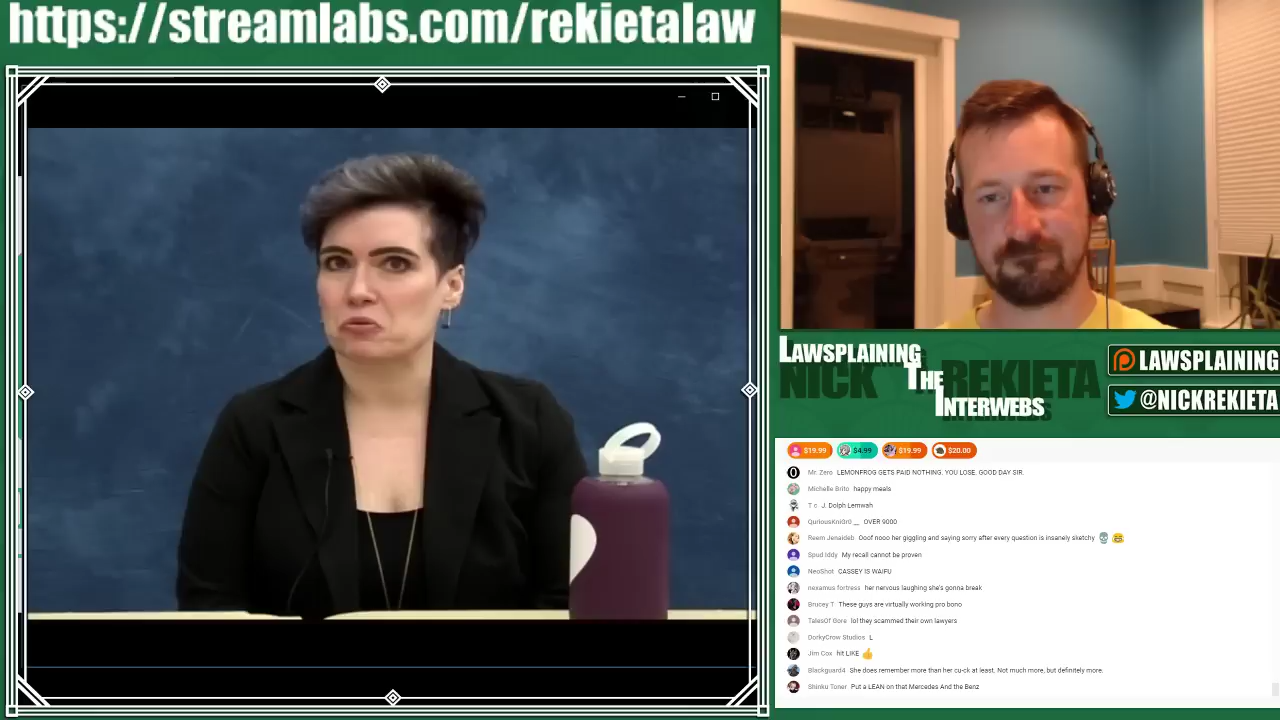 https://streamlabs.com/rekietalaw
LAWSPLAINING
THE
INTERWEBS
NICK REKIETA
LAWSPLAINING
@NICKREKIETA
$19.99 $4.99 $19.99 $20.00
Mr. Zero LEMONFROG GETS PAID NOTHING. YOU LOSE. GOOD DAY SIR.
Michelle Brito happy meals
T c J. Dolph Lemwah
QuriousKniGr0 __ OVER 9000
Reem Jenaideb Ooof nooo her giggling and saying sorry after every question is insanely sketchy
Spud Iddy My recall cannot be proven
NeoShot CASSEY IS WAIFU
nexamus fortress her nervous laughing she's gonna break
Brucey T These guys are virtually working pro bono
TalesOf Gore lol they scammed their own lawyers
DorkyCrow Studios L
Jim Cox hit LIKE
Blackguard4 She does remember more than her cu-ck at least. Not much more, but definitely more.
Shinku Toner Put a LEAN on that Mercedes And the Benz